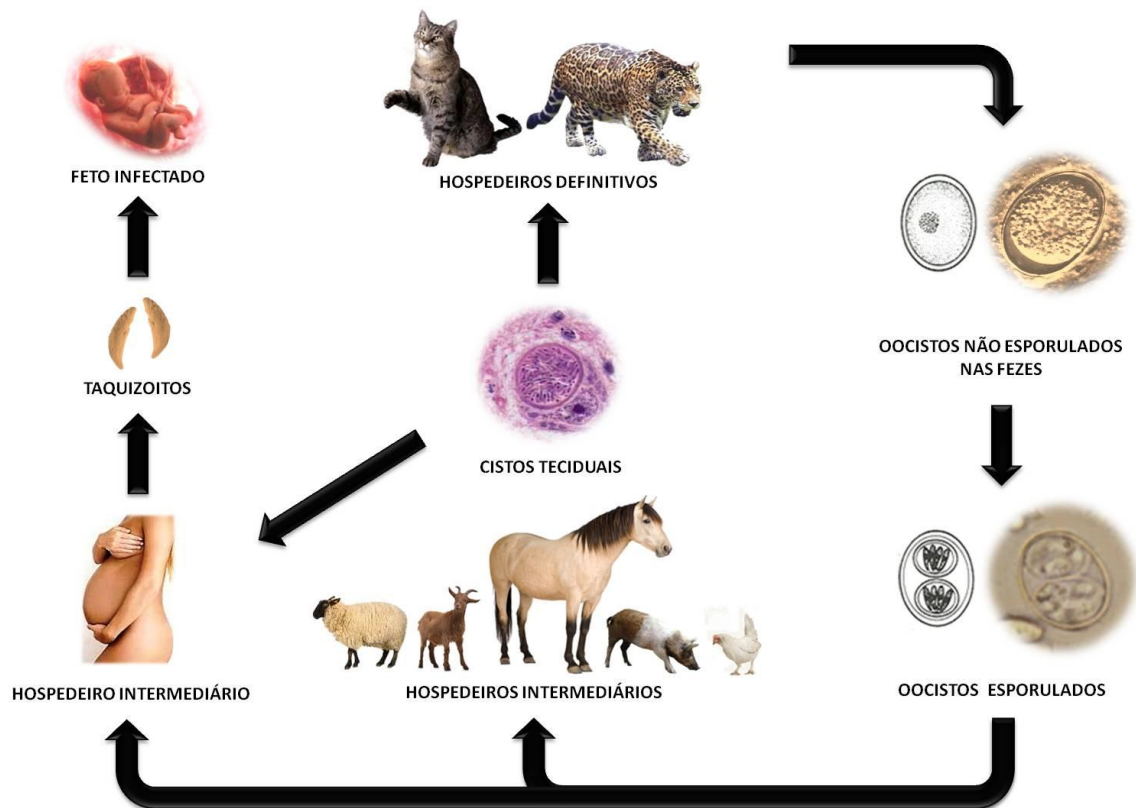 FETO INFECTADO
HOSPEDEIROS DEFINITIVOS
OOCISTOS NÃO ESPORULADOS
NAS FEZES
TAQUIZOITOS
CISTOS TECIDUAIS
HOSPEDEIRO INTERMEDIÁRIO
HOSPEDEIROS INTERMEDIÁRIOS
OOCISTOS ESPORULADOS